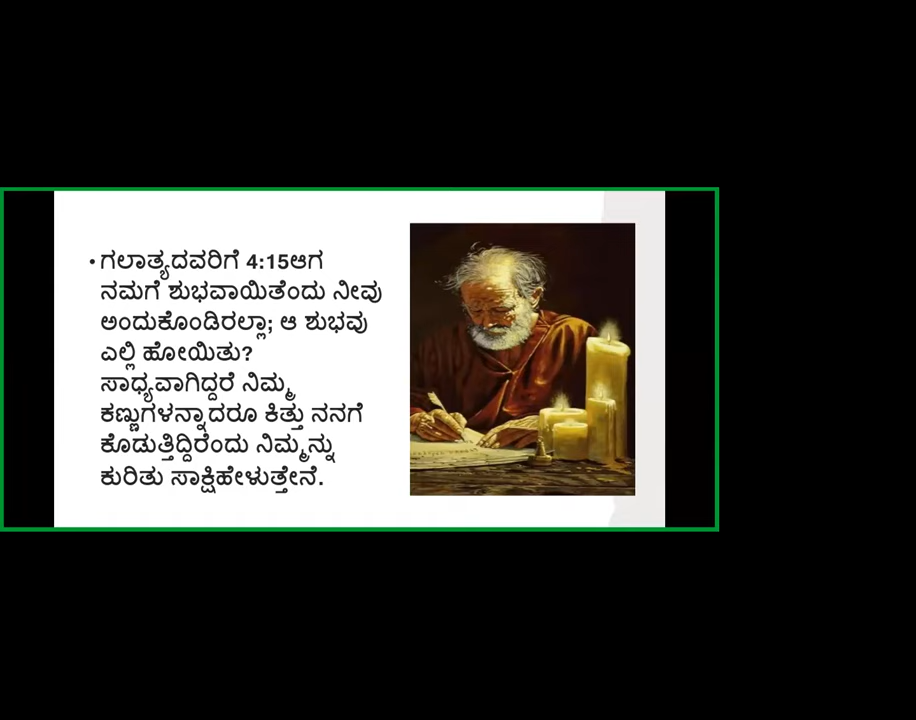 • ಗಲಾತ್ಯದವರಿಗೆ 4:15ಆಗ
ನಮಗೆ ಶುಭವಾಯಿತೆಂದು ನೀವು
ಅಂದುಕೊಂಡಿರಲ್ಲಾ; ಆ ಶುಭವು
ಎಲ್ಲಿ ಹೋಯಿತು?
ಸಾಧ್ಯವಾಗಿದ್ದರೆ ನಿಮ್ಮ
ಕಣ್ಣುಗಳನ್ನಾದರೂ ಕಿತ್ತು ನನಗೆ
ಕೊಡುತ್ತಿದ್ದಿರೆಂದು ನಿಮ್ಮನ್ನು
ಕುರಿತು ಸಾಕ್ಷಿಹೇಳುತ್ತೇನೆ.